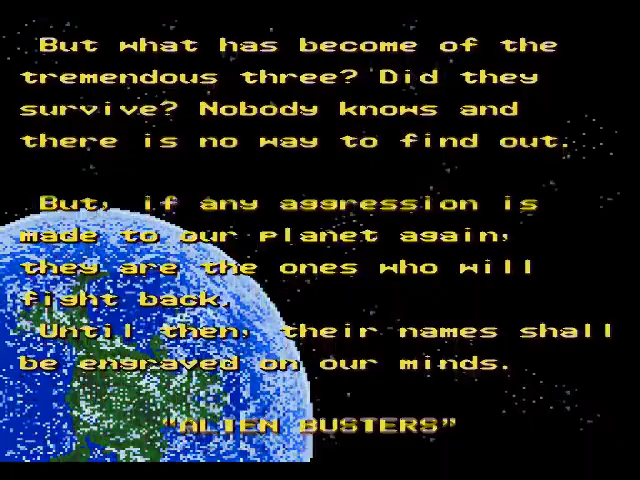 But what has become of the
tremendous three? Did they
survive? Nobody knows and
there is no way to find out.
But, if any aggression is
made to our planet again,
they are the ones who will
fight back.
Until then, their names shall
be engraved on our minds.
"ALIEN BUSTERS"